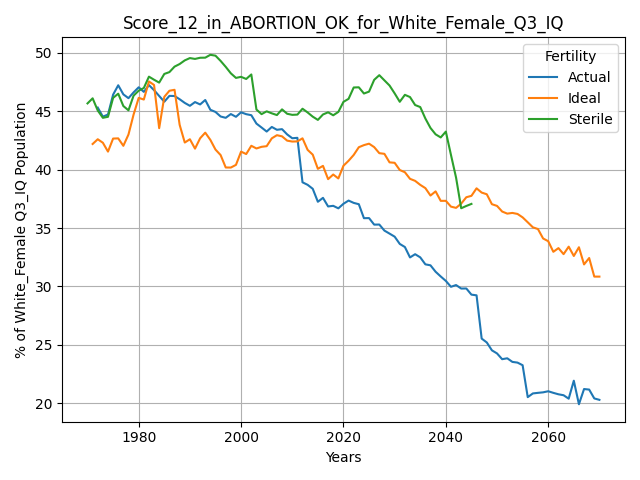 Score_12_in_ABORTION_OK_for_White_Female_Q3_IQ
% of White_Female Q3_IQ Population
50
45
40
35
30
25
20
Fertility
Actual
Ideal
Sterile
1980
2000
2020
2040
2060
Years